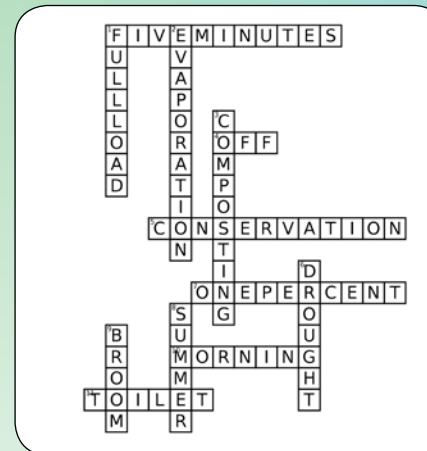 FIVEMINUTES
FULLLOAD
EVAPORATION
COMPOSTING
OFF
CONSERVATION
DROUGHT
ONEPERCENT
SUMMER
BROOM
MORNING
TOILET